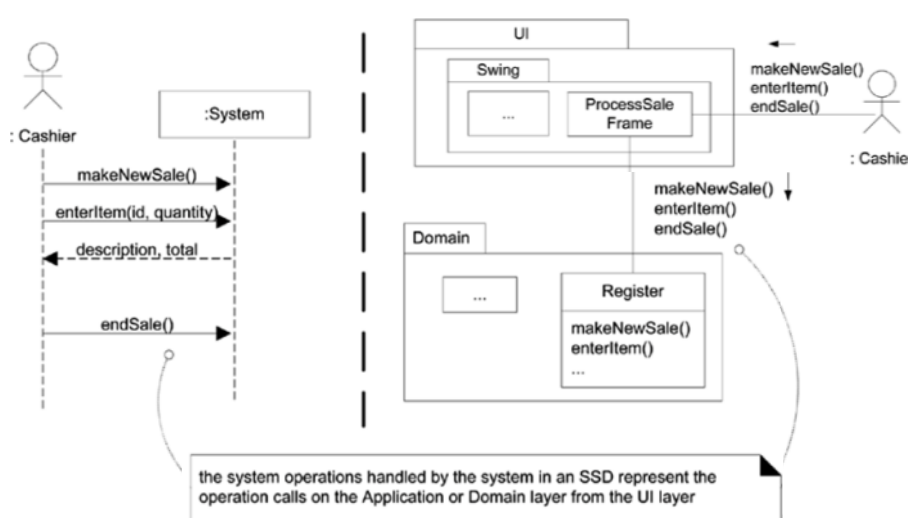 : Cashier
:System
makeNewSale()
enterItem(id, quantity)
description, total
endSale()
UI
Swing
...
ProcessSale
Frame
makeNewSale()
enterItem()
endSale()
: Cashie
makeNewSale()
enterItem()
endSale()
Domain
...
Register
makeNewSale()
enterItem()
...
the system operations handled by the system in an SSD represent the
operation calls on the Application or Domain layer from the UI layer